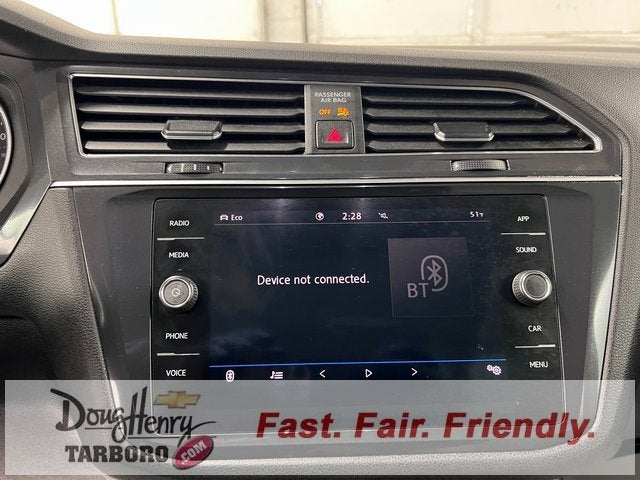 PASSENGER
AIR BAG
OFF
RADIO
Eco
2:28
51°F
APP
MEDIA
SOUND
Device not connected.
BT
PHONE
CAR
VOICE
MENU
Doug Henry
TARBORO.COM
Fast. Fair. Friendly.